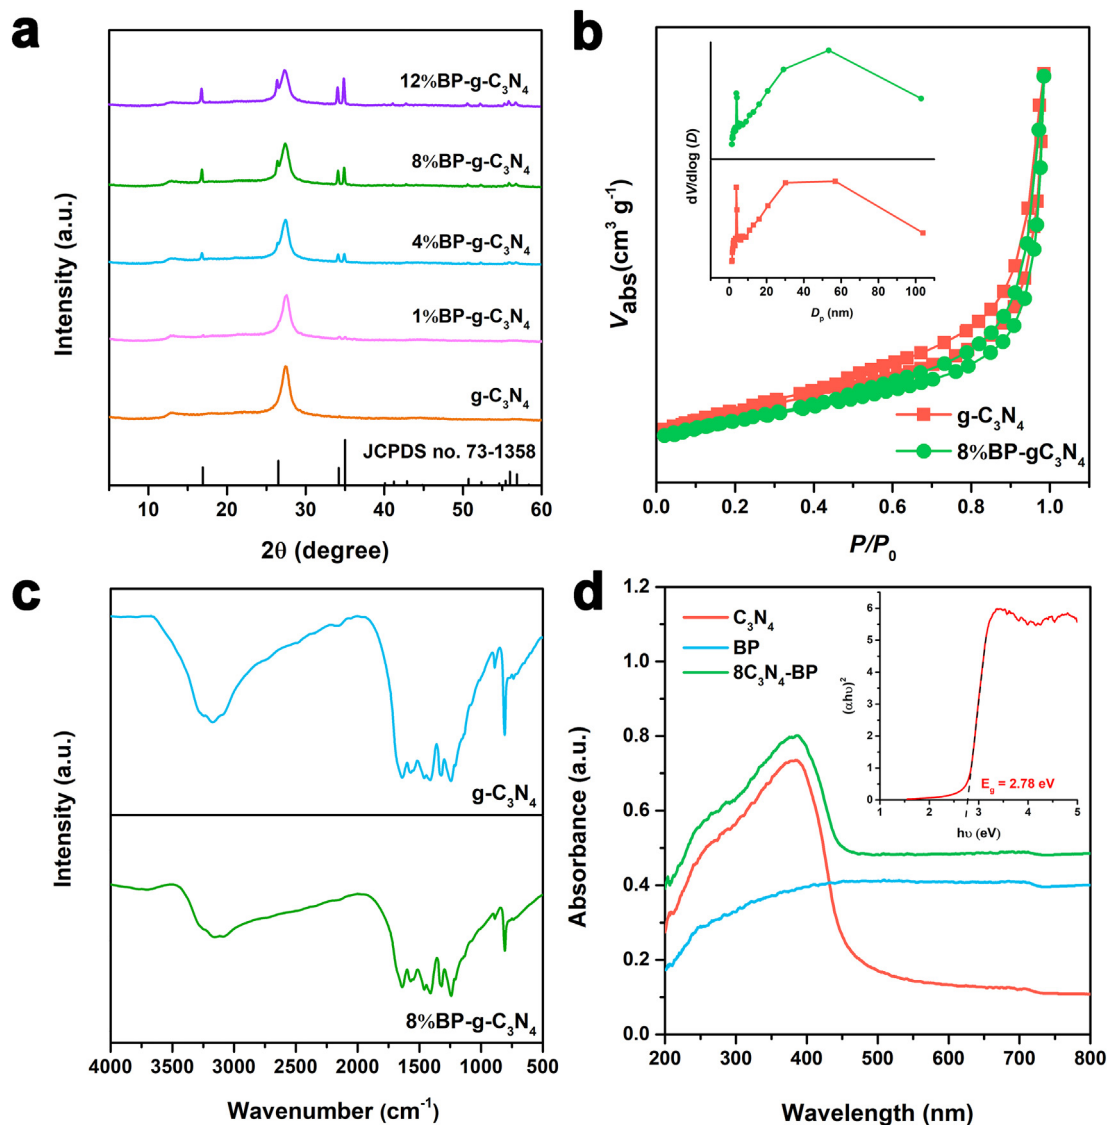 a
12%BP-g-C₃N₄
8%BP-g-C₃N₄
4%BP-g-C₃N₄
1%BP-g-C₃N₄
g-C₃N₄
JCPDS no. 73-1358
Intensity (a.u.)
10 20 30 40 50 60
2θ (degree)
b
dV/dlog (D)
0 20 40 60 80 100
Dₚ (nm)
Vabs(cm³ g⁻¹)
g-C₃N₄
8%BP-gC₃N₄
0.0 0.2 0.4 0.6 0.8 1.0
P/P₀
c
Intensity (a.u.)
g-C₃N₄
8%BP-g-C₃N₄
4000 3500 3000 2500 2000 1500 1000 500
Wavenumber (cm⁻¹)
d
C₃N₄
BP
8C₃N₄-BP
1.2
1.0
0.8
0.6
0.4
0.2
0.0
Absorbance (a.u.)
200 300 400 500 600 700 800
Wavelength (nm)
6
5
4
3
2
1
0
(αhυ)²
E_g = 2.78 eV
1 2 3 4 5
hυ (eV)